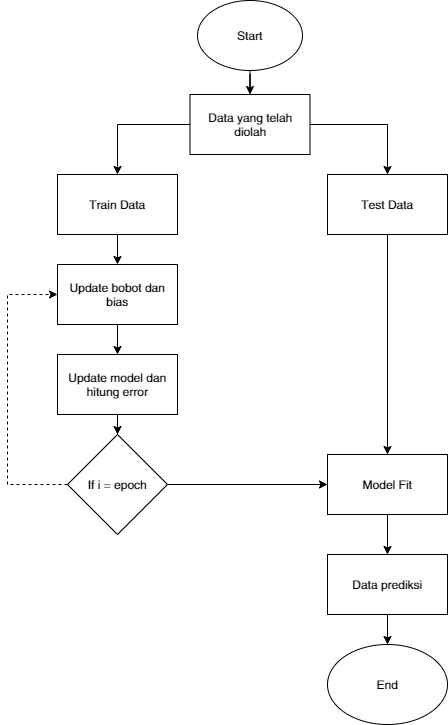 Start
Data yang telah
diolah
Train Data
Test Data
Update bobot dan
bias
Update model dan
hitung error
If i = epoch
Model Fit
Data prediksi
End